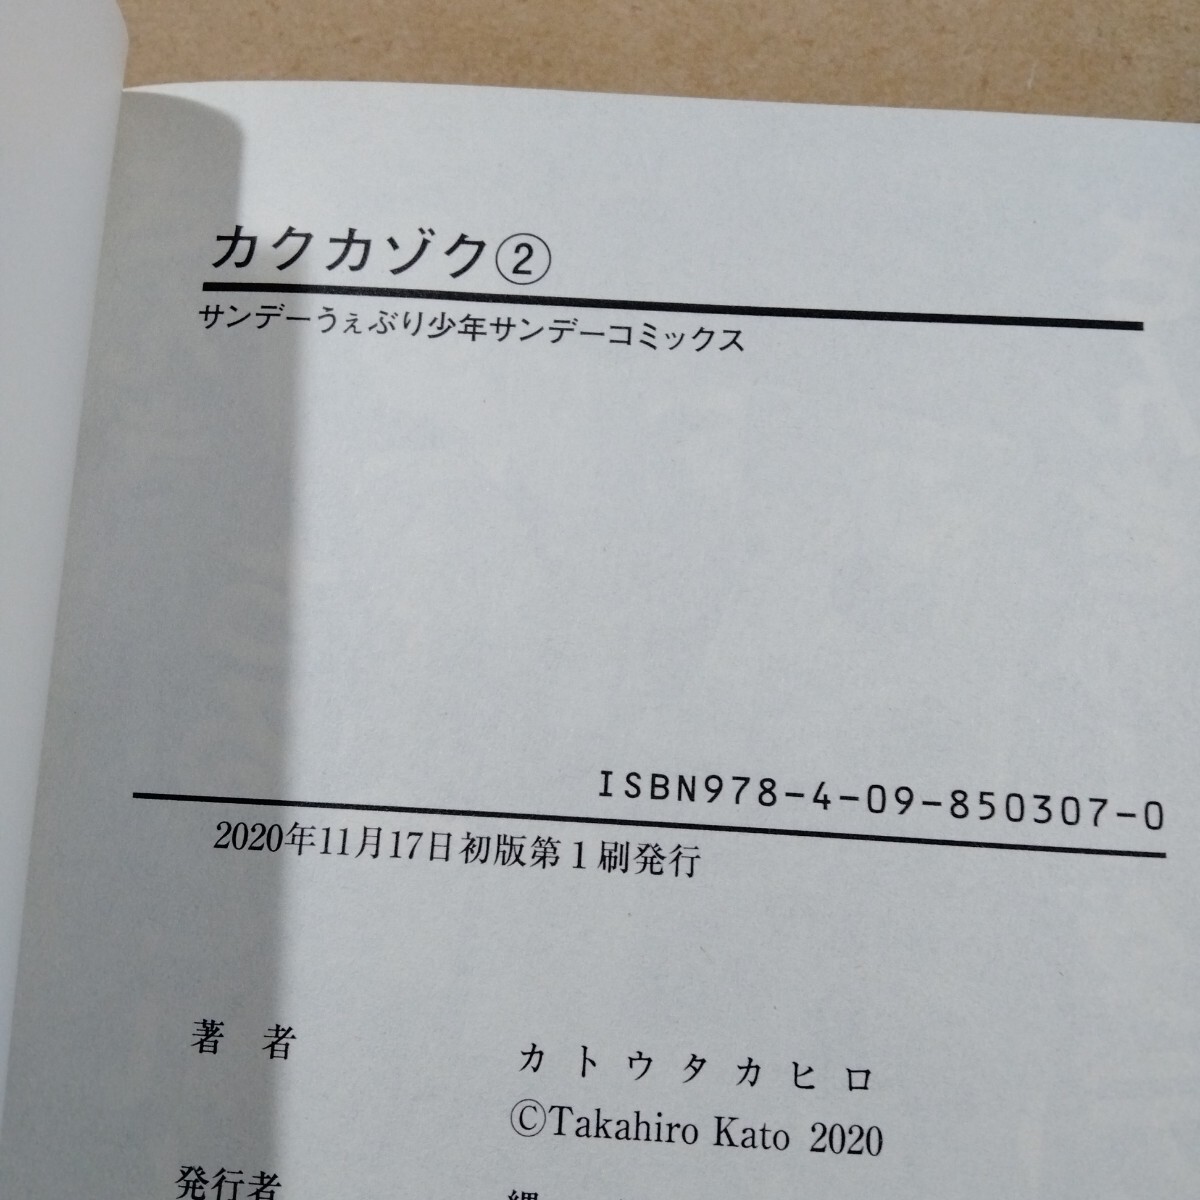 カクカゾク②
サンデーうぇぶり少年サンデーコミックス
ISBN978-4-09-850307-0
2020年11月17日初版第1刷発行
著者 カトウタカヒロ
©Takahiro Kato 2020
発行者